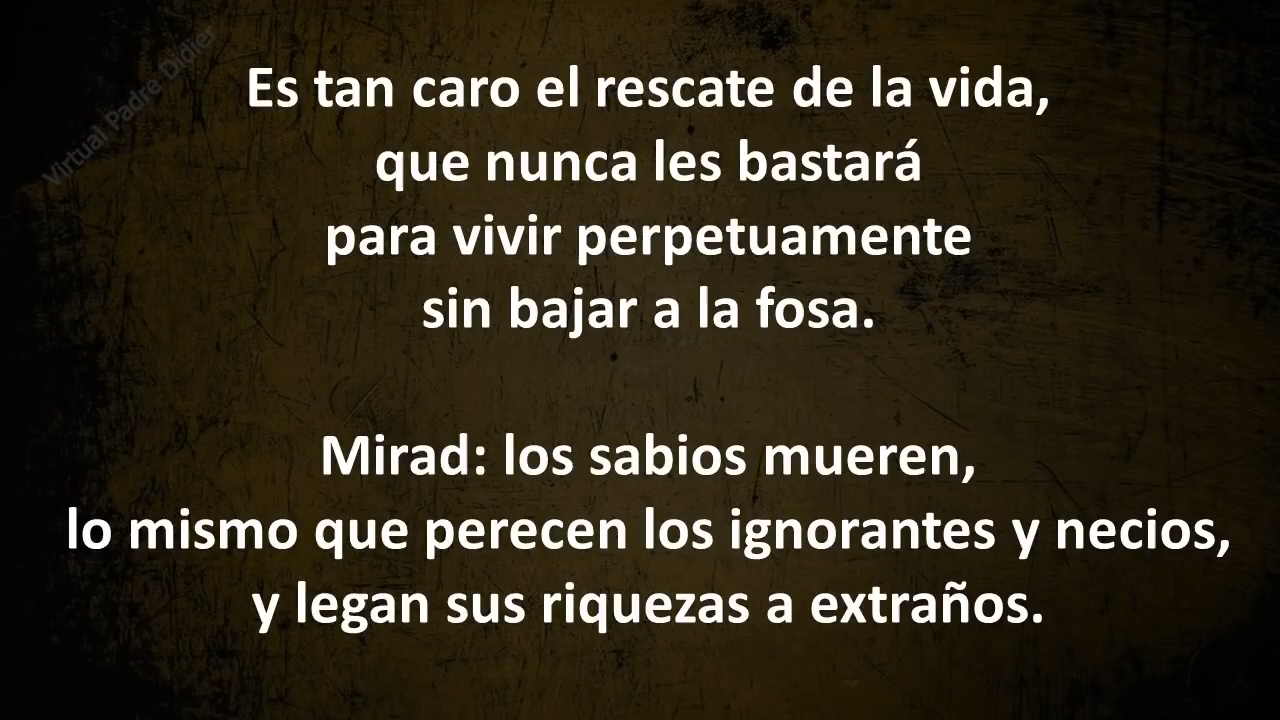 Virtual Padre Didier
Es tan caro el rescate de la vida,
que nunca les bastará
para vivir perpetuamente
sin bajar a la fosa.
Mirad: los sabios mueren,
lo mismo que perecen los ignorantes y necios,
y legan sus riquezas a extraños.